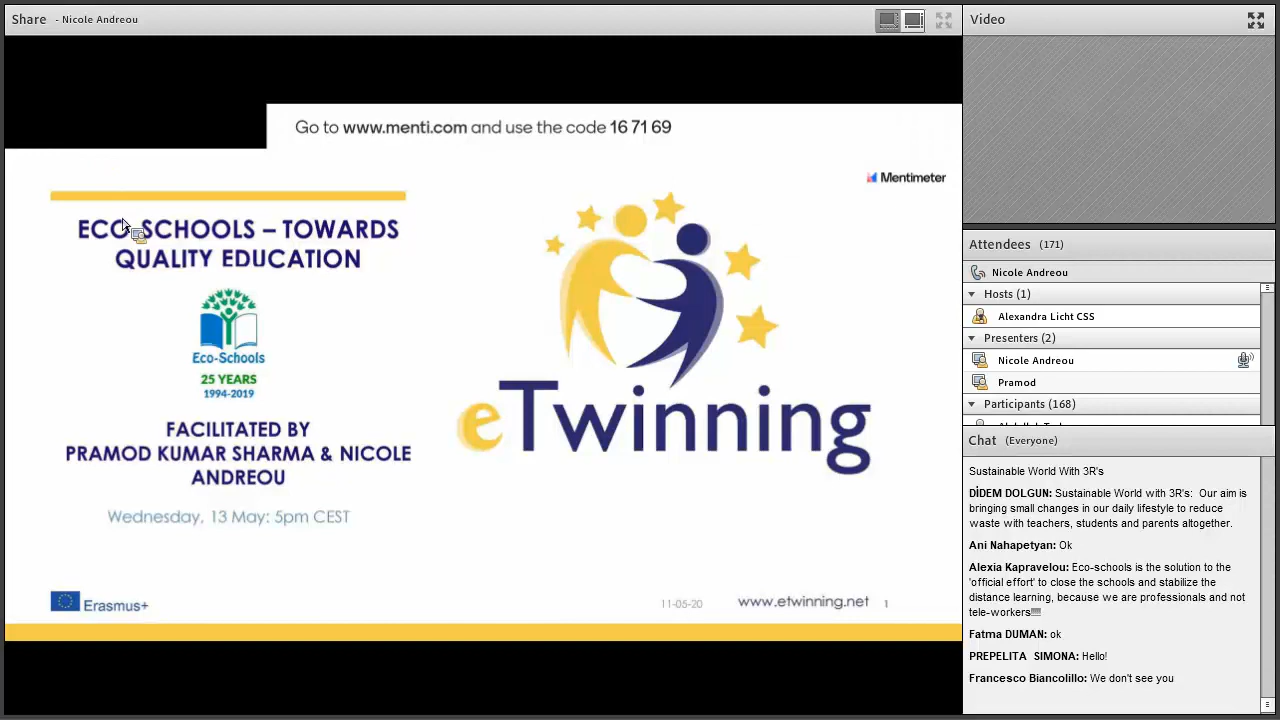 Share - Nicole Andreou
Go to www.menti.com and use the code 16 71 69
Mentimeter
ECO-SCHOOLS – TOWARDS
QUALITY EDUCATION
Eco-Schools
25 YEARS
1994-2019
FACILITATED BY
PRAMOD KUMAR SHARMA & NICOLE
ANDREOU
Wednesday, 13 May: 5pm CEST
eTwinning
Erasmus+
11-05-20
www.etwinning.net
1
Video
Attendees (171)
Nicole Andreou
Hosts (1)
Alexandra Licht CSS
Presenters (2)
Nicole Andreou
Pramod
Participants (168)
Chat (Everyone)
Sustainable World With 3R's
DİDEM DOLGUN: Sustainable World with 3R's: Our aim is
bringing small changes in our daily lifestyle to reduce
waste with teachers, students and parents altogether.
Ani Nahapetyan: Ok
Alexia Kapravelou: Eco-schools is the solution to the
'official effort' to close the schools and stabilize the
distance learning, because we are professionals and not
tele-workers!!!!!
Fatma DUMAN: ok
PREPELITA SIMONA: Hello!
Francesco Biancolillo: We don't see you